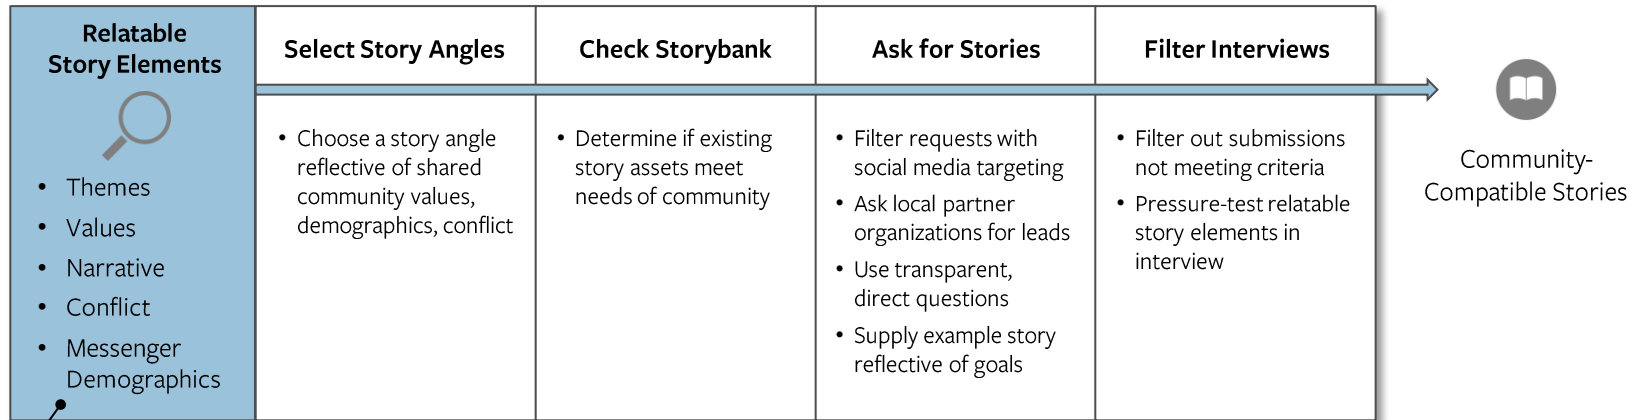 Relatable
Story Elements
• Themes
• Values
• Narrative
• Conflict
• Messenger
Demographics
Select Story Angles
• Choose a story angle
reflective of shared
community values,
demographics, conflict
Check Storybank
• Determine if existing
story assets meet
needs of community
Ask for Stories
• Filter requests with
social media targeting
• Ask local partner
organizations for leads
• Use transparent,
direct questions
• Supply example story
reflective of goals
Filter Interviews
• Filter out submissions
not meeting criteria
• Pressure-test relatable
story elements in
interview
Community-
Compatible Stories